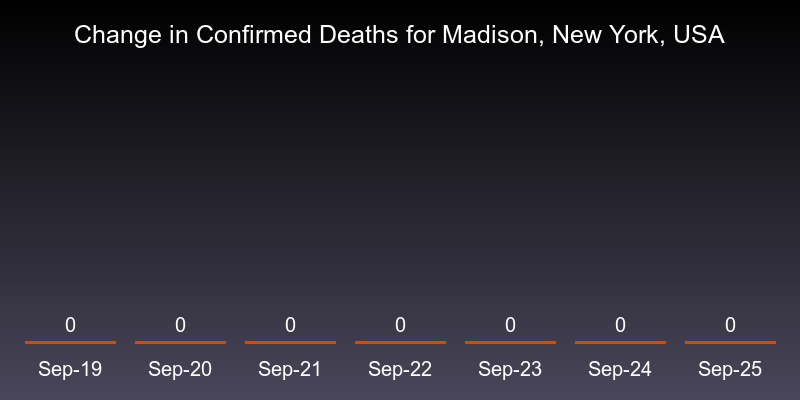 Change in Confirmed Deaths for Madison, New York, USA
0 0 0 0 0 0 0
Sep-19 Sep-20 Sep-21 Sep-22 Sep-23 Sep-24 Sep-25